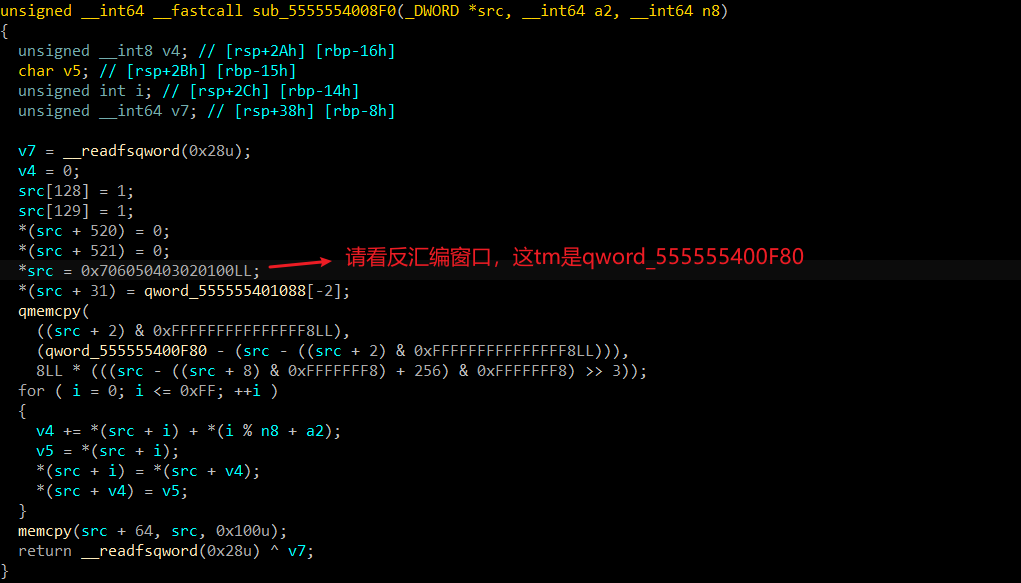 unsigned __int64 __fastcall sub_5555554008F0(_DWORD *src, __int64 a2, __int64 n8)
{
  unsigned __int8 v4; // [rsp+2Ah] [rbp-16h]
  char v5; // [rsp+2Bh] [rbp-15h]
  unsigned int i; // [rsp+2Ch] [rbp-14h]
  unsigned __int64 v7; // [rsp+38h] [rbp-8h]

  v7 = __readfsqword(0x28u);
  v4 = 0;
  src[128] = 1;
  src[129] = 1;
  *(src + 520) = 0;
  *(src + 521) = 0;
  *src = 0x706050403020100LL; 请看反汇编窗口，这tm是qword_555555400F80
  *(src + 31) = qword_555555401088[-2];
  qmemcpy(
    ((src + 2) & 0xFFFFFFFFFFFFFFF8LL),
    (qword_555555400F80 - (src - ((src + 2) & 0xFFFFFFFFFFFFFFF8LL))),
    8LL * (((src - ((src + 8) & 0xFFFFFFF8) + 256) & 0xFFFFFFF8) >> 3));
  for ( i = 0; i <= 0xFF; ++i )
  {
    v4 += *(src + i) + *(i % n8 + a2);
    v5 = *(src + i);
    *(src + i) = *(src + v4);
    *(src + v4) = v5;
  }
  memcpy(src + 64, src, 0x100u);
  return __readfsqword(0x28u) ^ v7;
}